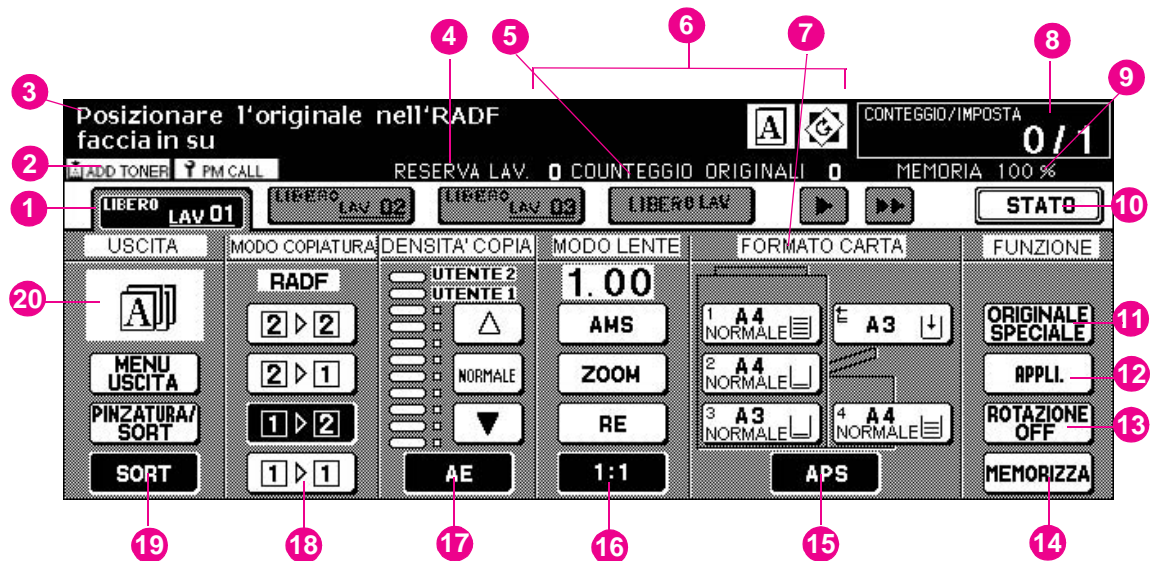 4
5
6
7
8
9
3
Posizionare l'originale nell'RADF
faccia in su
A
CONTEGGIO/IMPOSTA
0/1
2
ADD TONER PM CALL
RESERVA LAV. 0 COUNTEGGIO ORIGINALI 0
MEMORIA 100 %
1
LIBERO LAV 01
LIBERO LAV 02
LIBERO LAV 03
LIBERO LAV
STATO
10
USCITA
MODO COPIATURA
DENSITA' COPIA
MODO LENTE
FORMATO CARTA
FUNZIONE
20
A
MENU
USCITA
PINZATURA/
SORT
SORT
RADF
2 ▷ 2
2 ▷ 1
1 ▷ 2
1 ▷ 1
UTENTE 2
UTENTE 1
△
NORMALE
▼
AE
1.00
AMS
ZOOM
RE
1:1
1 A4
NORMALE
A3
2 A4
NORMALE
3 A3
NORMALE
4 A4
NORMALE
APS
ORIGINALE
SPECIALE
11
APPLI.
12
ROTAZIONE
OFF
13
MEMORIZZA
19
18
17
16
15
14